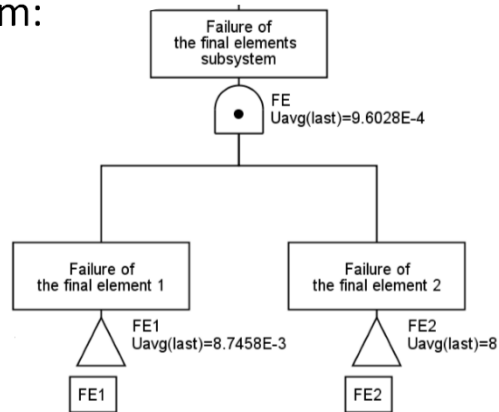 m:
Failure of
the final elements
subsystem
FE
Uavg(last)=9.6028E-4
Failure of
the final element 1
Failure of
the final element 2
FE1
Uavg(last)=8.7458E-3
FE2
Uavg(last)=8
FE1
FE2